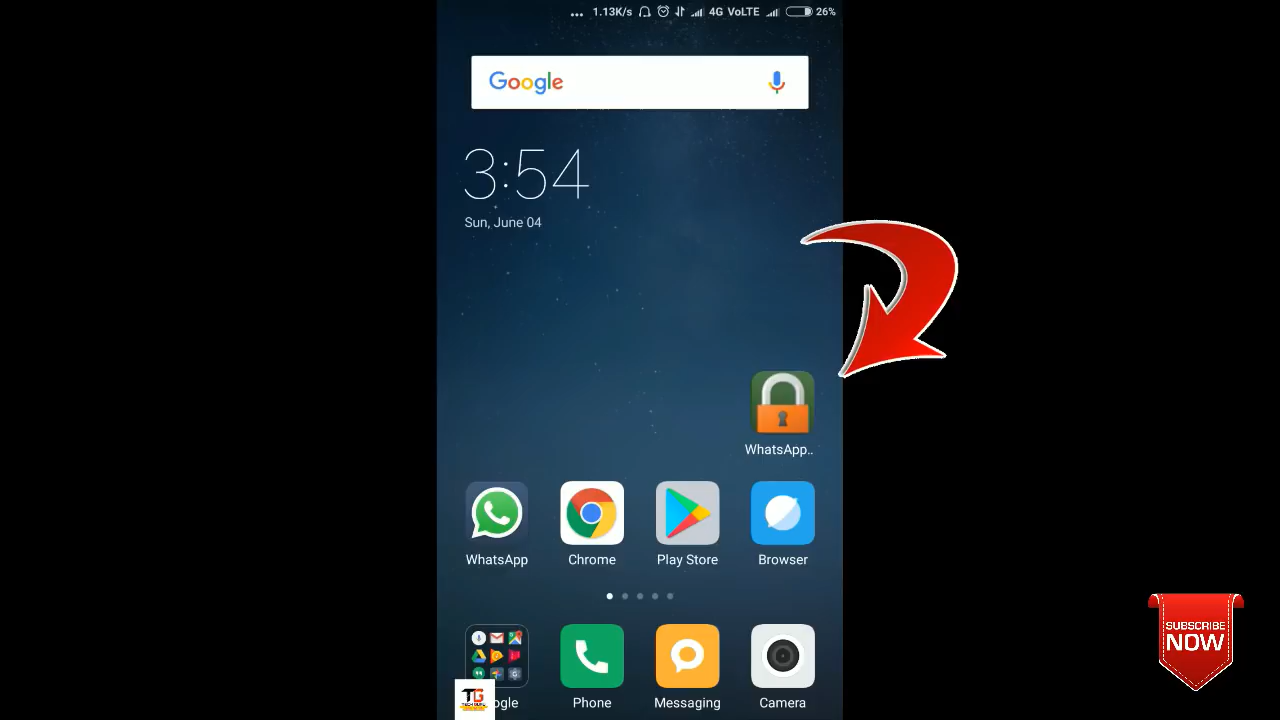 ... 1.13K/s 4G VoLTE 26%
Google
3:54
Sun, June 04
WhatsApp..
WhatsApp Chrome Play Store Browser
SUBSCRIBE
NOW
TG
ogle Phone Messaging Camera